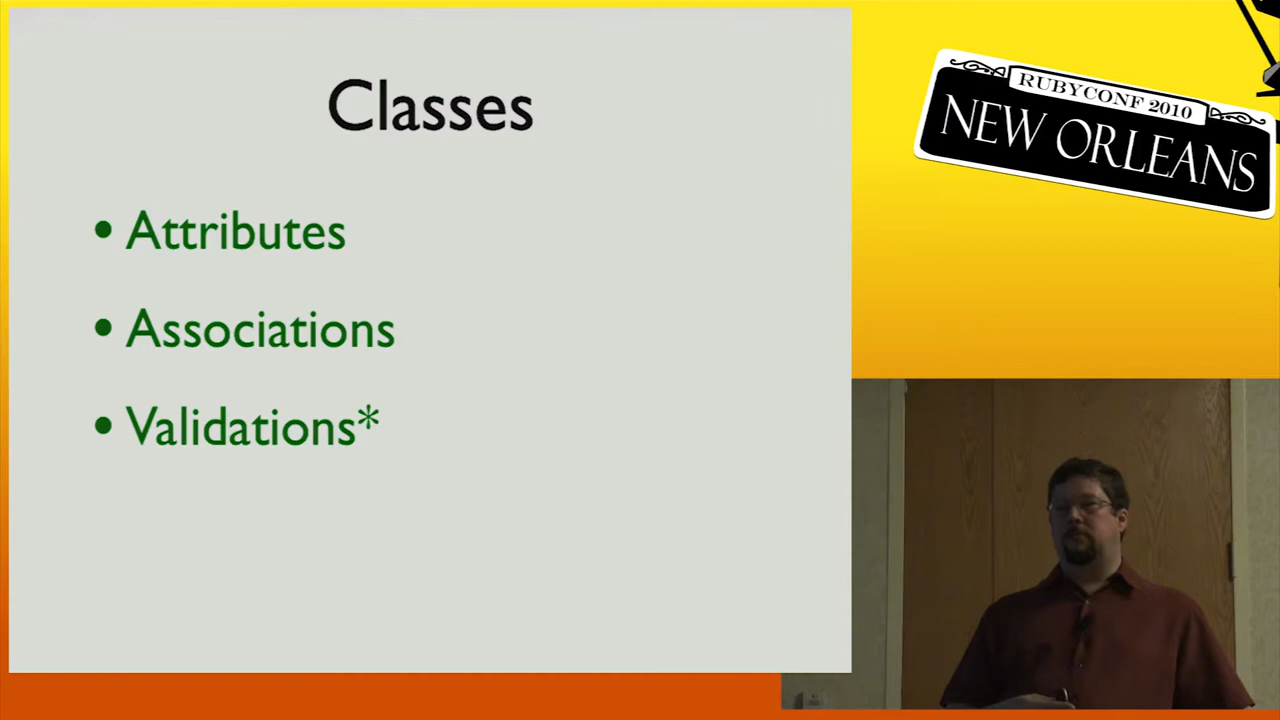 Classes
• Attributes
• Associations
• Validations*
RUBYCONF 2010
NEW ORLEANS